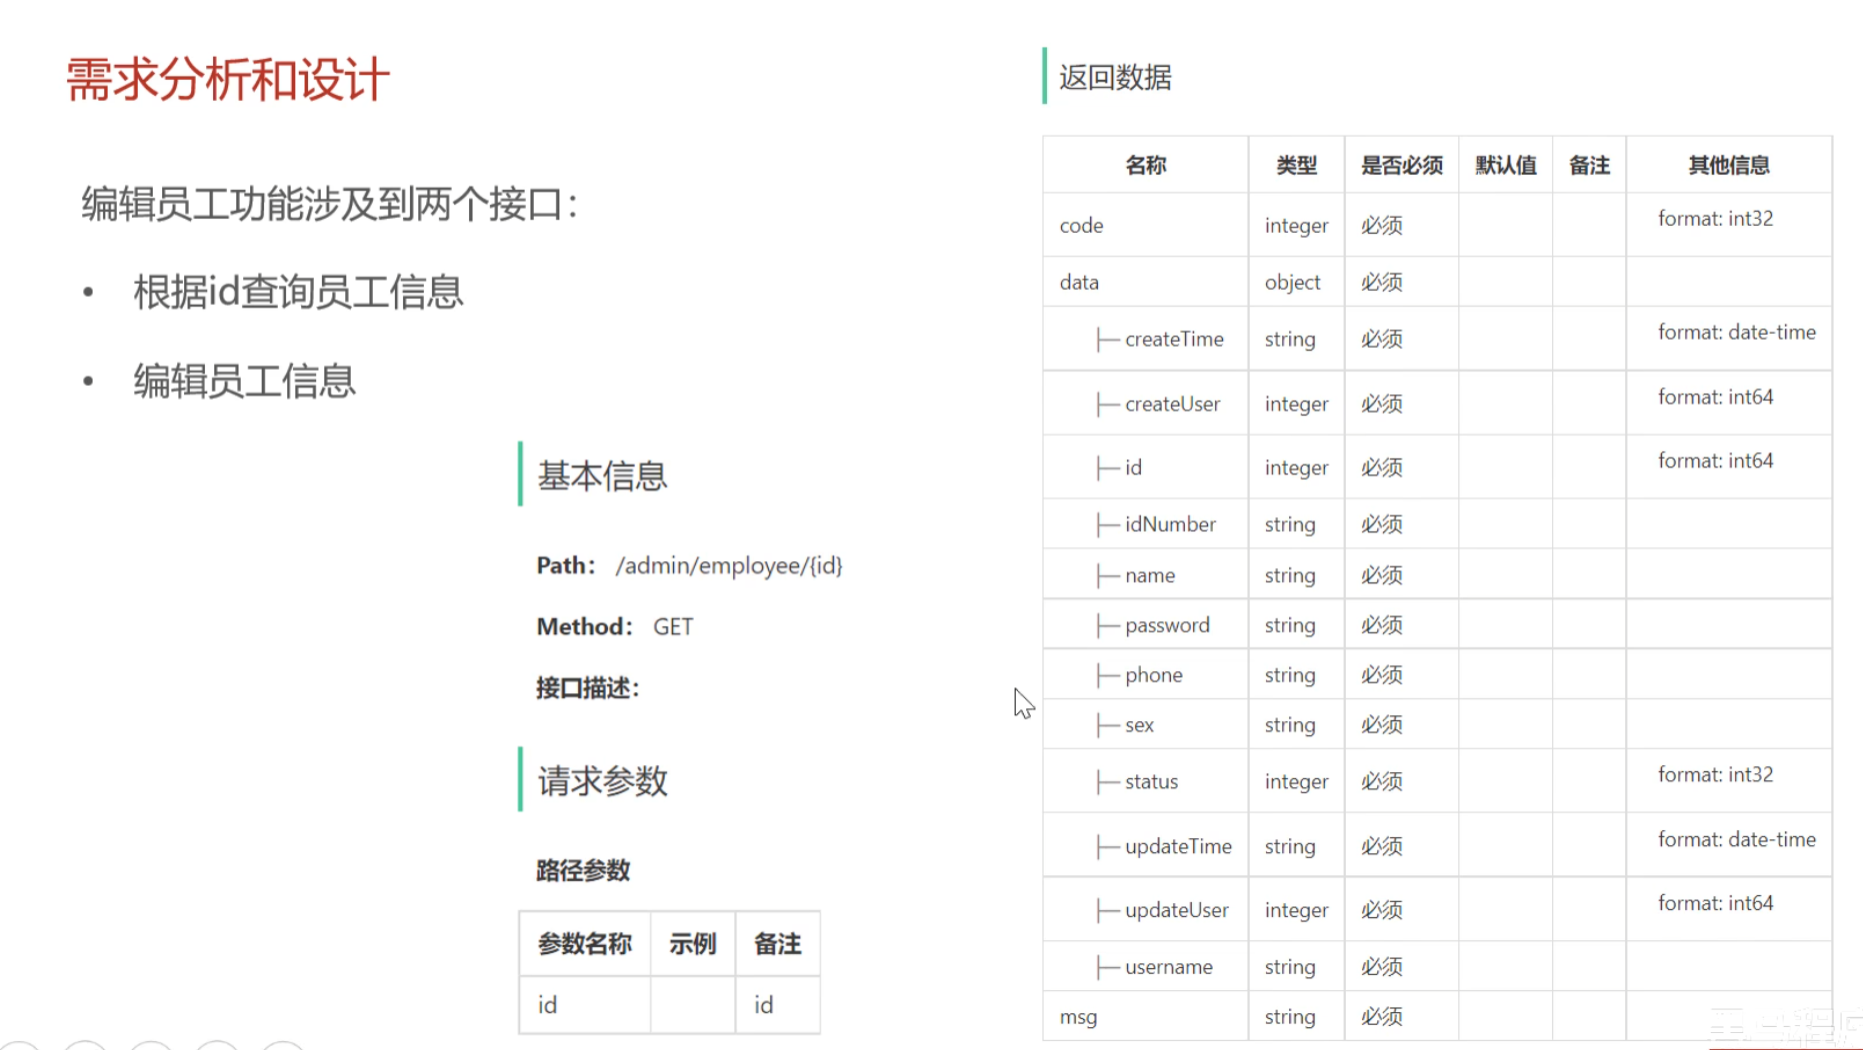 需求分析和设计
编辑员工功能涉及到两个接口：
• 根据id查询员工信息
• 编辑员工信息
基本信息
Path： /admin/employee/{id}
Method： GET
接口描述：
请求参数
路径参数
参数名称 示例 备注
id id
返回数据
名称 类型 是否必须 默认值 备注 其他信息
code integer 必须 format: int32
data object 必须
├─ createTime string 必须 format: date-time
├─ createUser integer 必须 format: int64
├─ id integer 必须 format: int64
├─ idNumber string 必须
├─ name string 必须
├─ password string 必须
├─ phone string 必须
├─ sex string 必须
├─ status integer 必须 format: int32
├─ updateTime string 必须 format: date-time
├─ updateUser integer 必须 format: int64
├─ username string 必须
msg string 必须